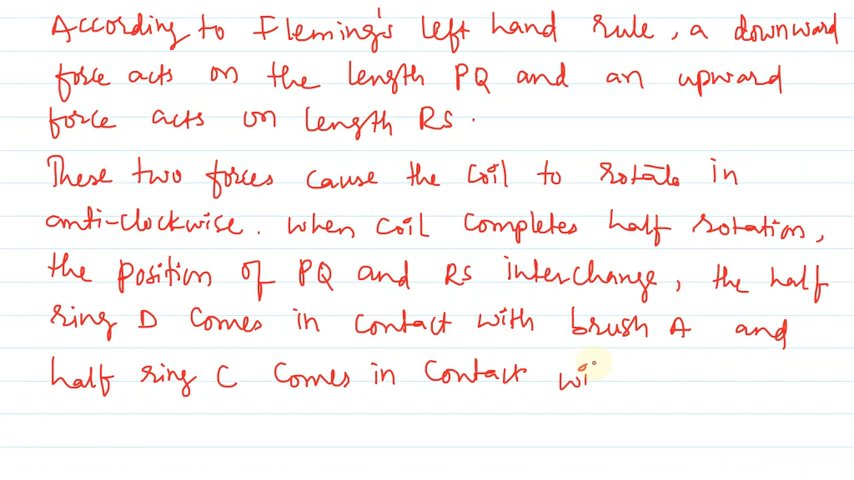 According to Fleming's left hand rule, a downward
force acts on the length PQ and an upward
force acts on length RS.
These two forces cause the coil to rotate in
anti-clockwise. When coil completes half rotation,
the position of PQ and RS interchange, the half
ring D comes in contact with brush A and
half ring C comes in contact wi